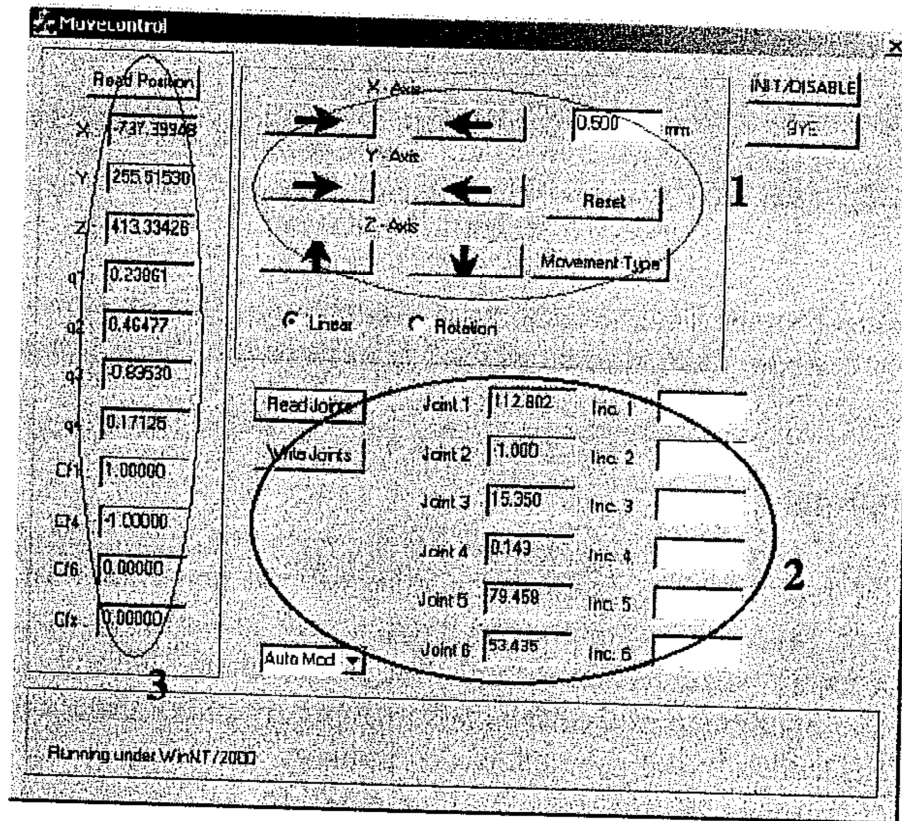 Movecontrol
Read Position
X -737.39948
Y 255.51530
Z 413.33426
q1 0.23861
q2 0.46477
q3 -0.83530
q4 0.17126
Cf1 1.00000
Cf4 -1.00000
Cf6 0.00000
Cfx 0.00000
3
X - Axis
0.500 mm
Y - Axis
Reset
Z - Axis
Movement Type
Linear Rotation
1
INIT/DISABLE
BYE
Read Joints
Write Joints
Joint 1 112.802 Inc. 1
Joint 2 -1.000 Inc. 2
Joint 3 15.350 Inc. 3
Joint 4 0.143 Inc. 4
Joint 5 79.458 Inc. 5
Joint 6 53.435 Inc. 6
2
Auto Mod
Running under WinNT/2000